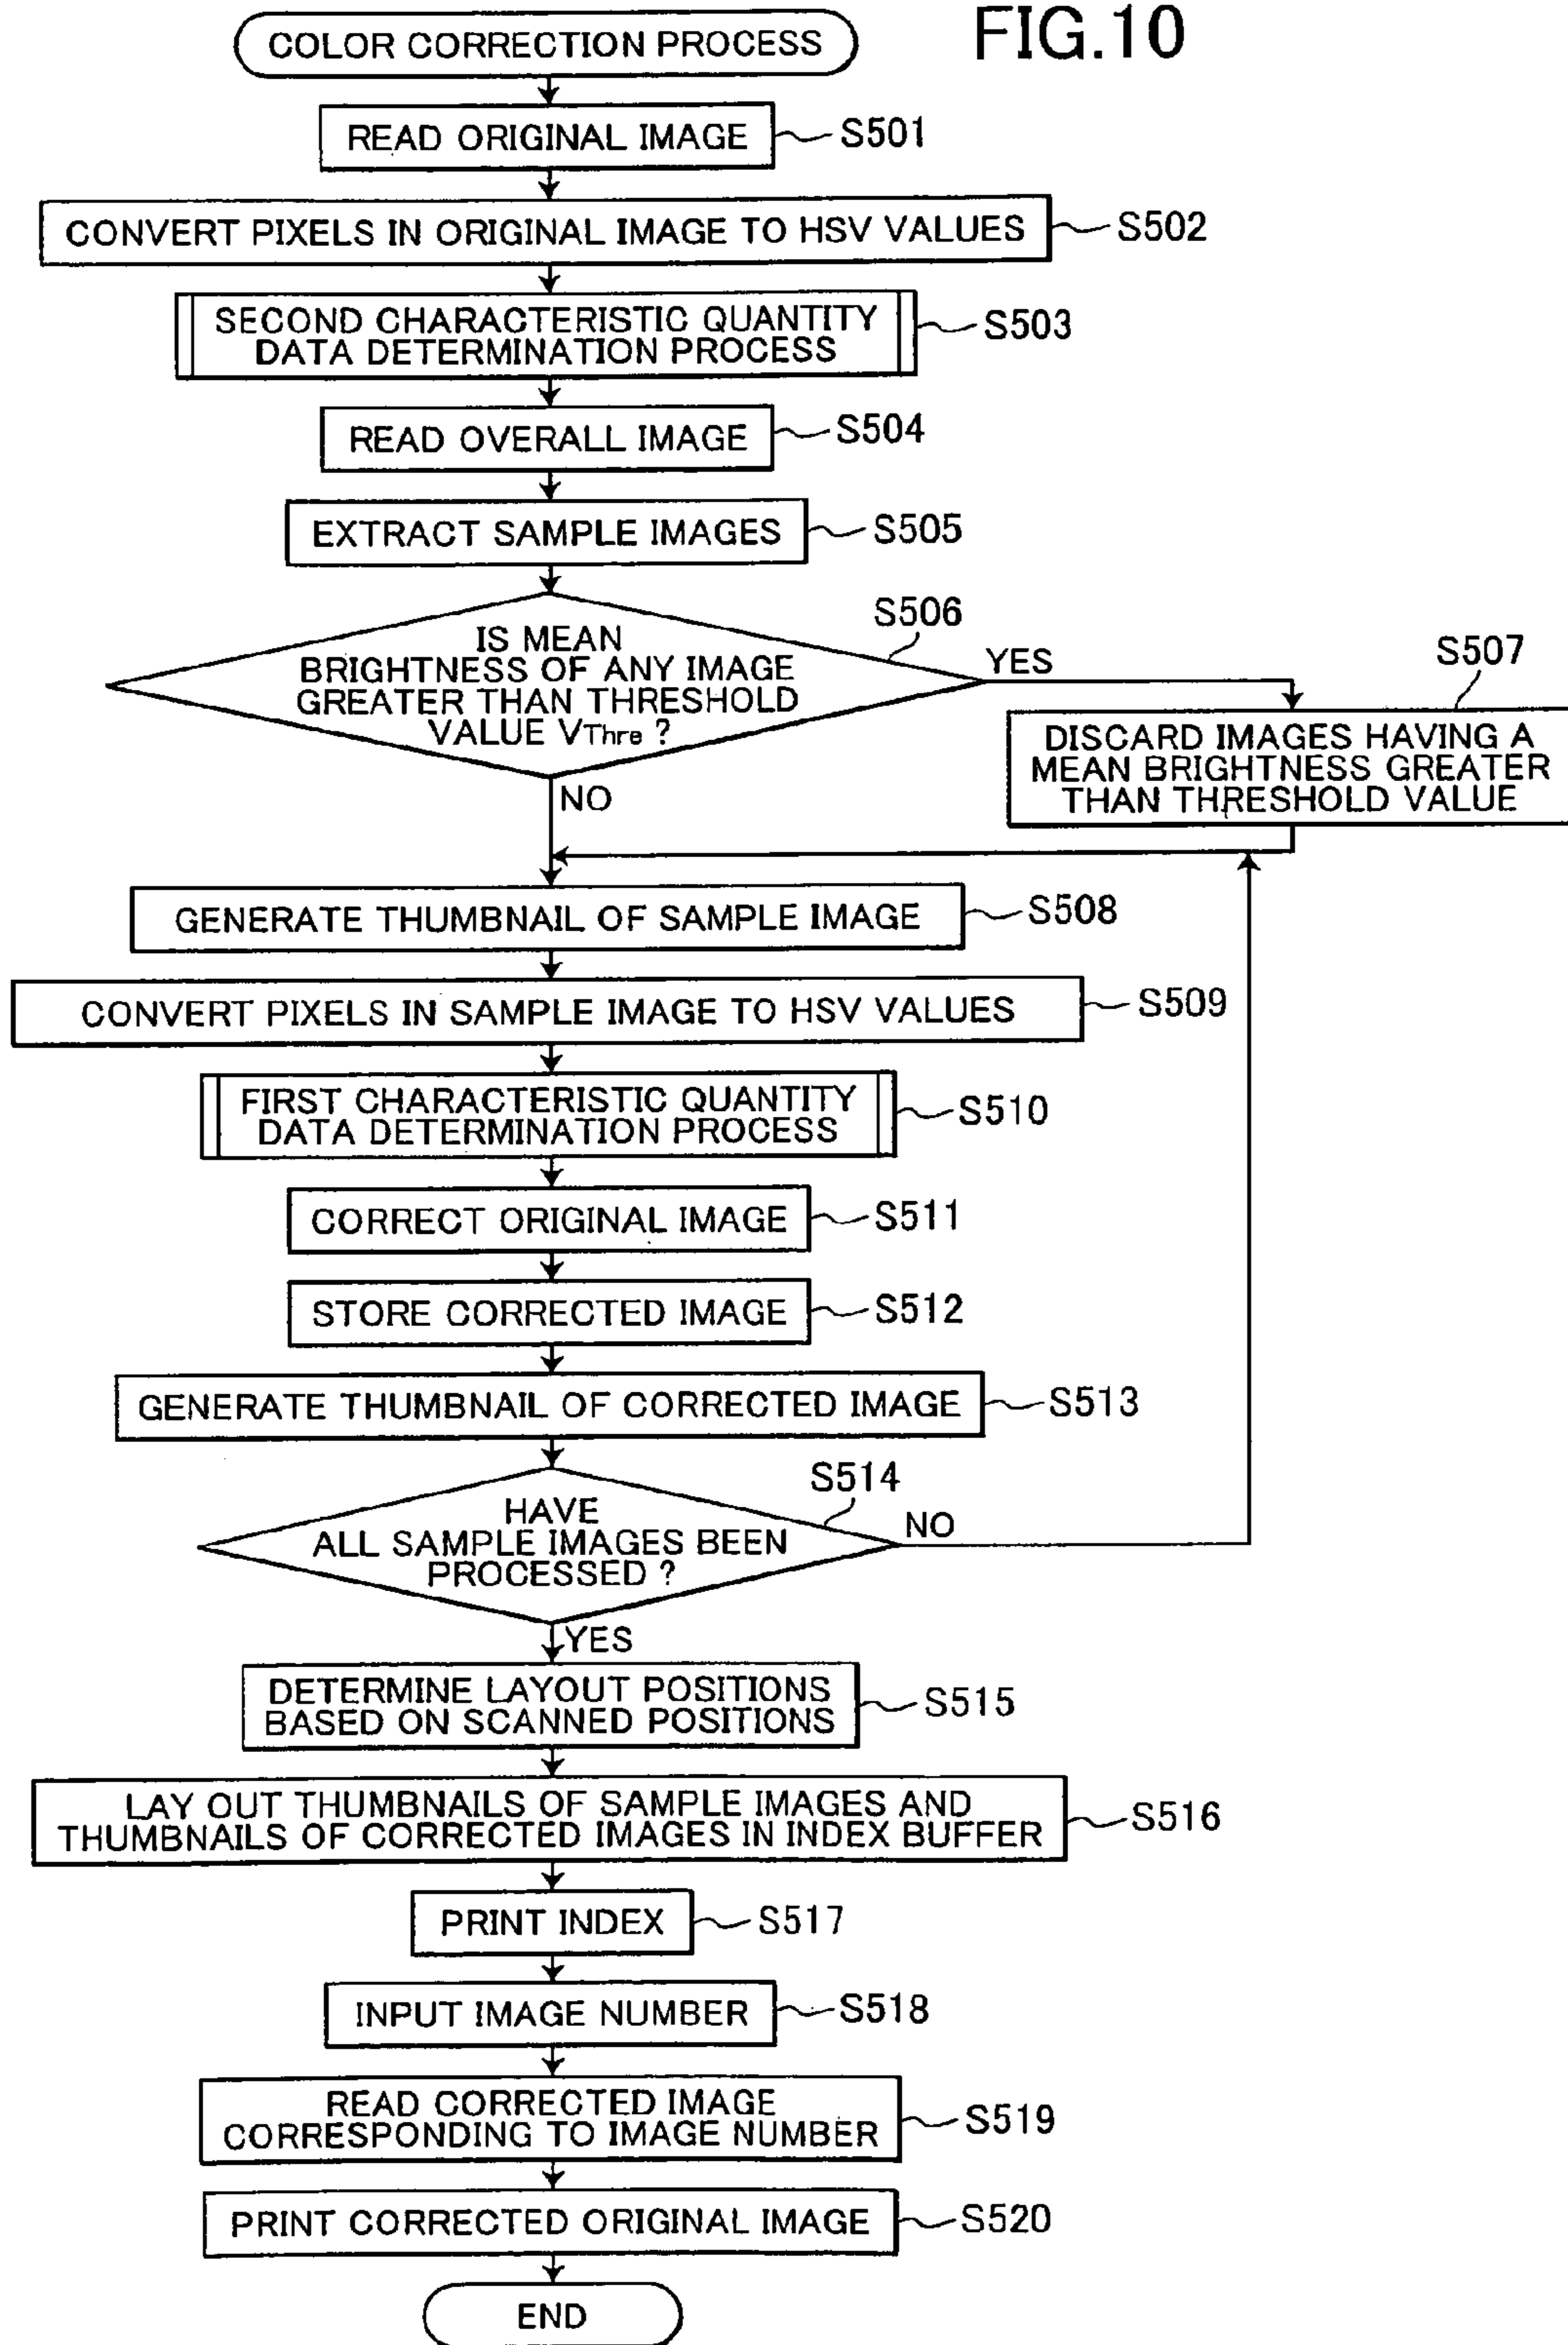 FIG.10
COLOR CORRECTION PROCESS
READ ORIGINAL IMAGE
S501
CONVERT PIXELS IN ORIGINAL IMAGE TO HSV VALUES
S502
SECOND CHARACTERISTIC QUANTITY
DATA DETERMINATION PROCESS
S503
READ OVERALL IMAGE
S504
EXTRACT SAMPLE IMAGES
S505
S506
IS MEAN
BRIGHTNESS OF ANY IMAGE
GREATER THAN THRESHOLD
VALUE VThre ?
YES
NO
S507
DISCARD IMAGES HAVING A
MEAN BRIGHTNESS GREATER
THAN THRESHOLD VALUE
GENERATE THUMBNAIL OF SAMPLE IMAGE
S508
CONVERT PIXELS IN SAMPLE IMAGE TO HSV VALUES
S509
FIRST CHARACTERISTIC QUANTITY
DATA DETERMINATION PROCESS
S510
CORRECT ORIGINAL IMAGE
S511
STORE CORRECTED IMAGE
S512
GENERATE THUMBNAIL OF CORRECTED IMAGE
S513
S514
HAVE
ALL SAMPLE IMAGES BEEN
PROCESSED ?
NO
YES
DETERMINE LAYOUT POSITIONS
BASED ON SCANNED POSITIONS
S515
LAY OUT THUMBNAILS OF SAMPLE IMAGES AND
THUMBNAILS OF CORRECTED IMAGES IN INDEX BUFFER
S516
PRINT INDEX
S517
INPUT IMAGE NUMBER
S518
READ CORRECTED IMAGE
CORRESPONDING TO IMAGE NUMBER
S519
PRINT CORRECTED ORIGINAL IMAGE
S520
END